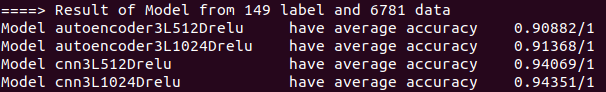 ====> Result of Model from 149 label and 6781 data
Model autoencoder3L512Drelu have average accuracy 0.90882/1
Model autoencoder3L1024Drelu have average accuracy 0.91368/1
Model cnn3L512Drelu have average accuracy 0.94069/1
Model cnn3L1024Drelu have average accuracy 0.94351/1